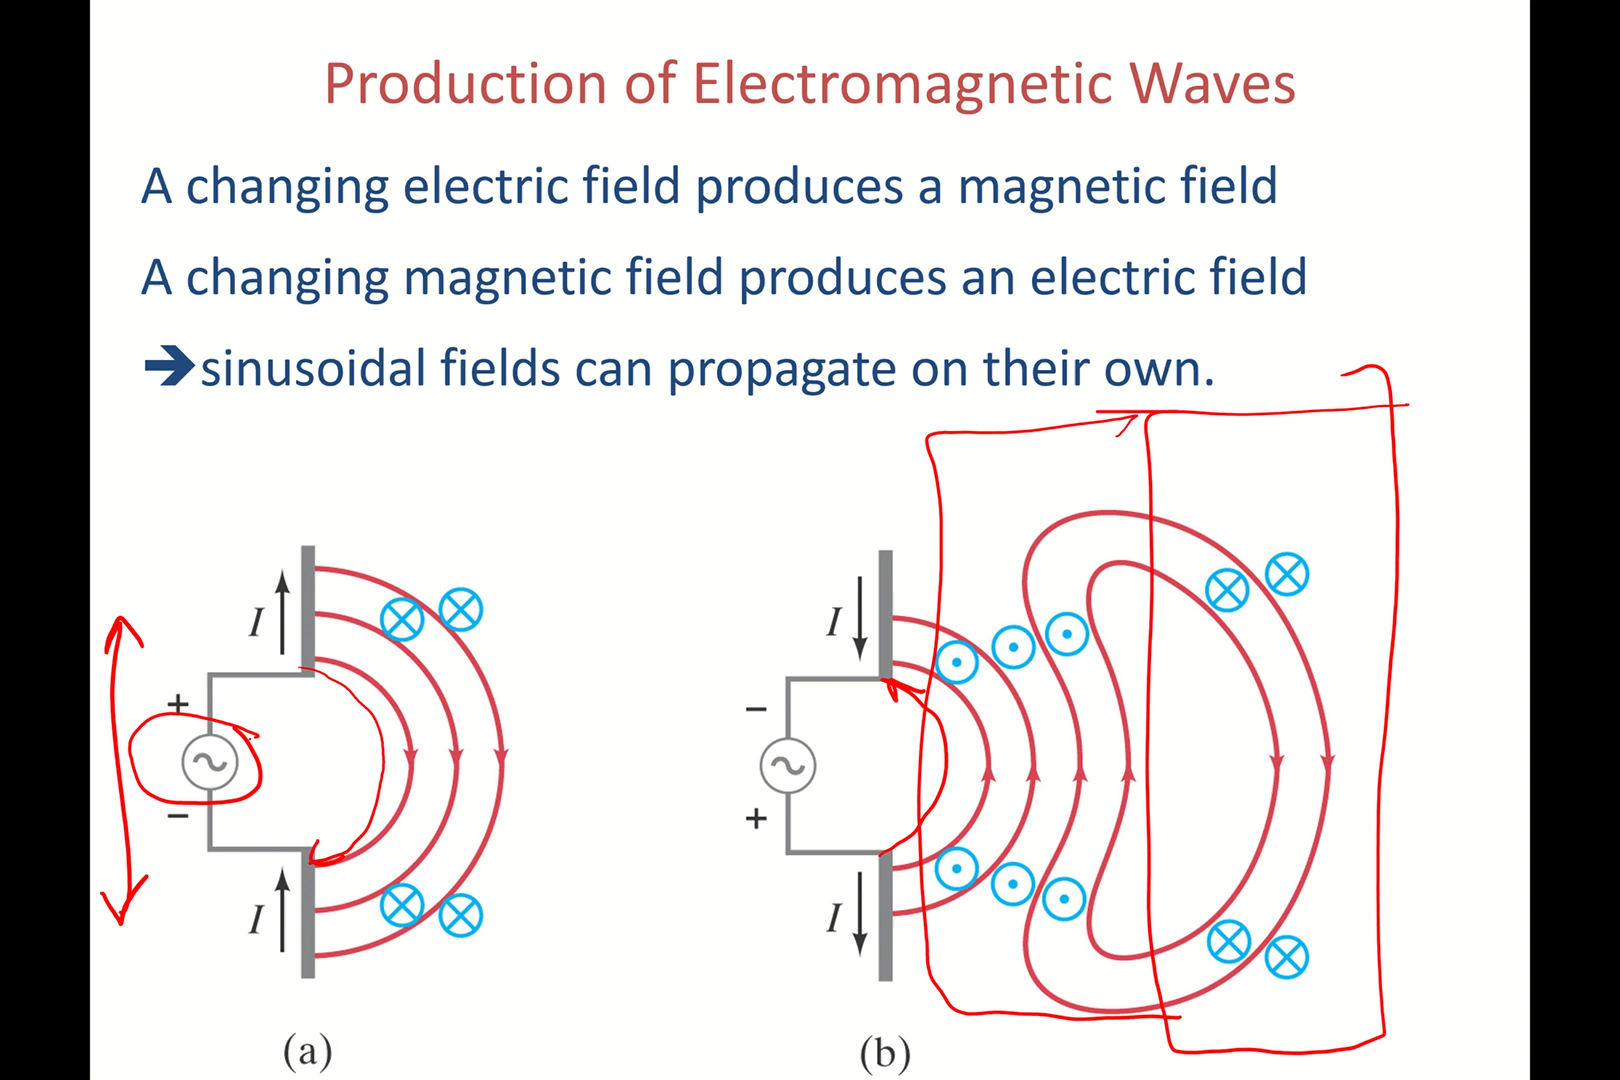 Production of Electromagnetic Waves
A changing electric field produces a magnetic field
A changing magnetic field produces an electric field
➔sinusoidal fields can propagate on their own.
I
+
−
I
(a)
I
−
+
I
(b)